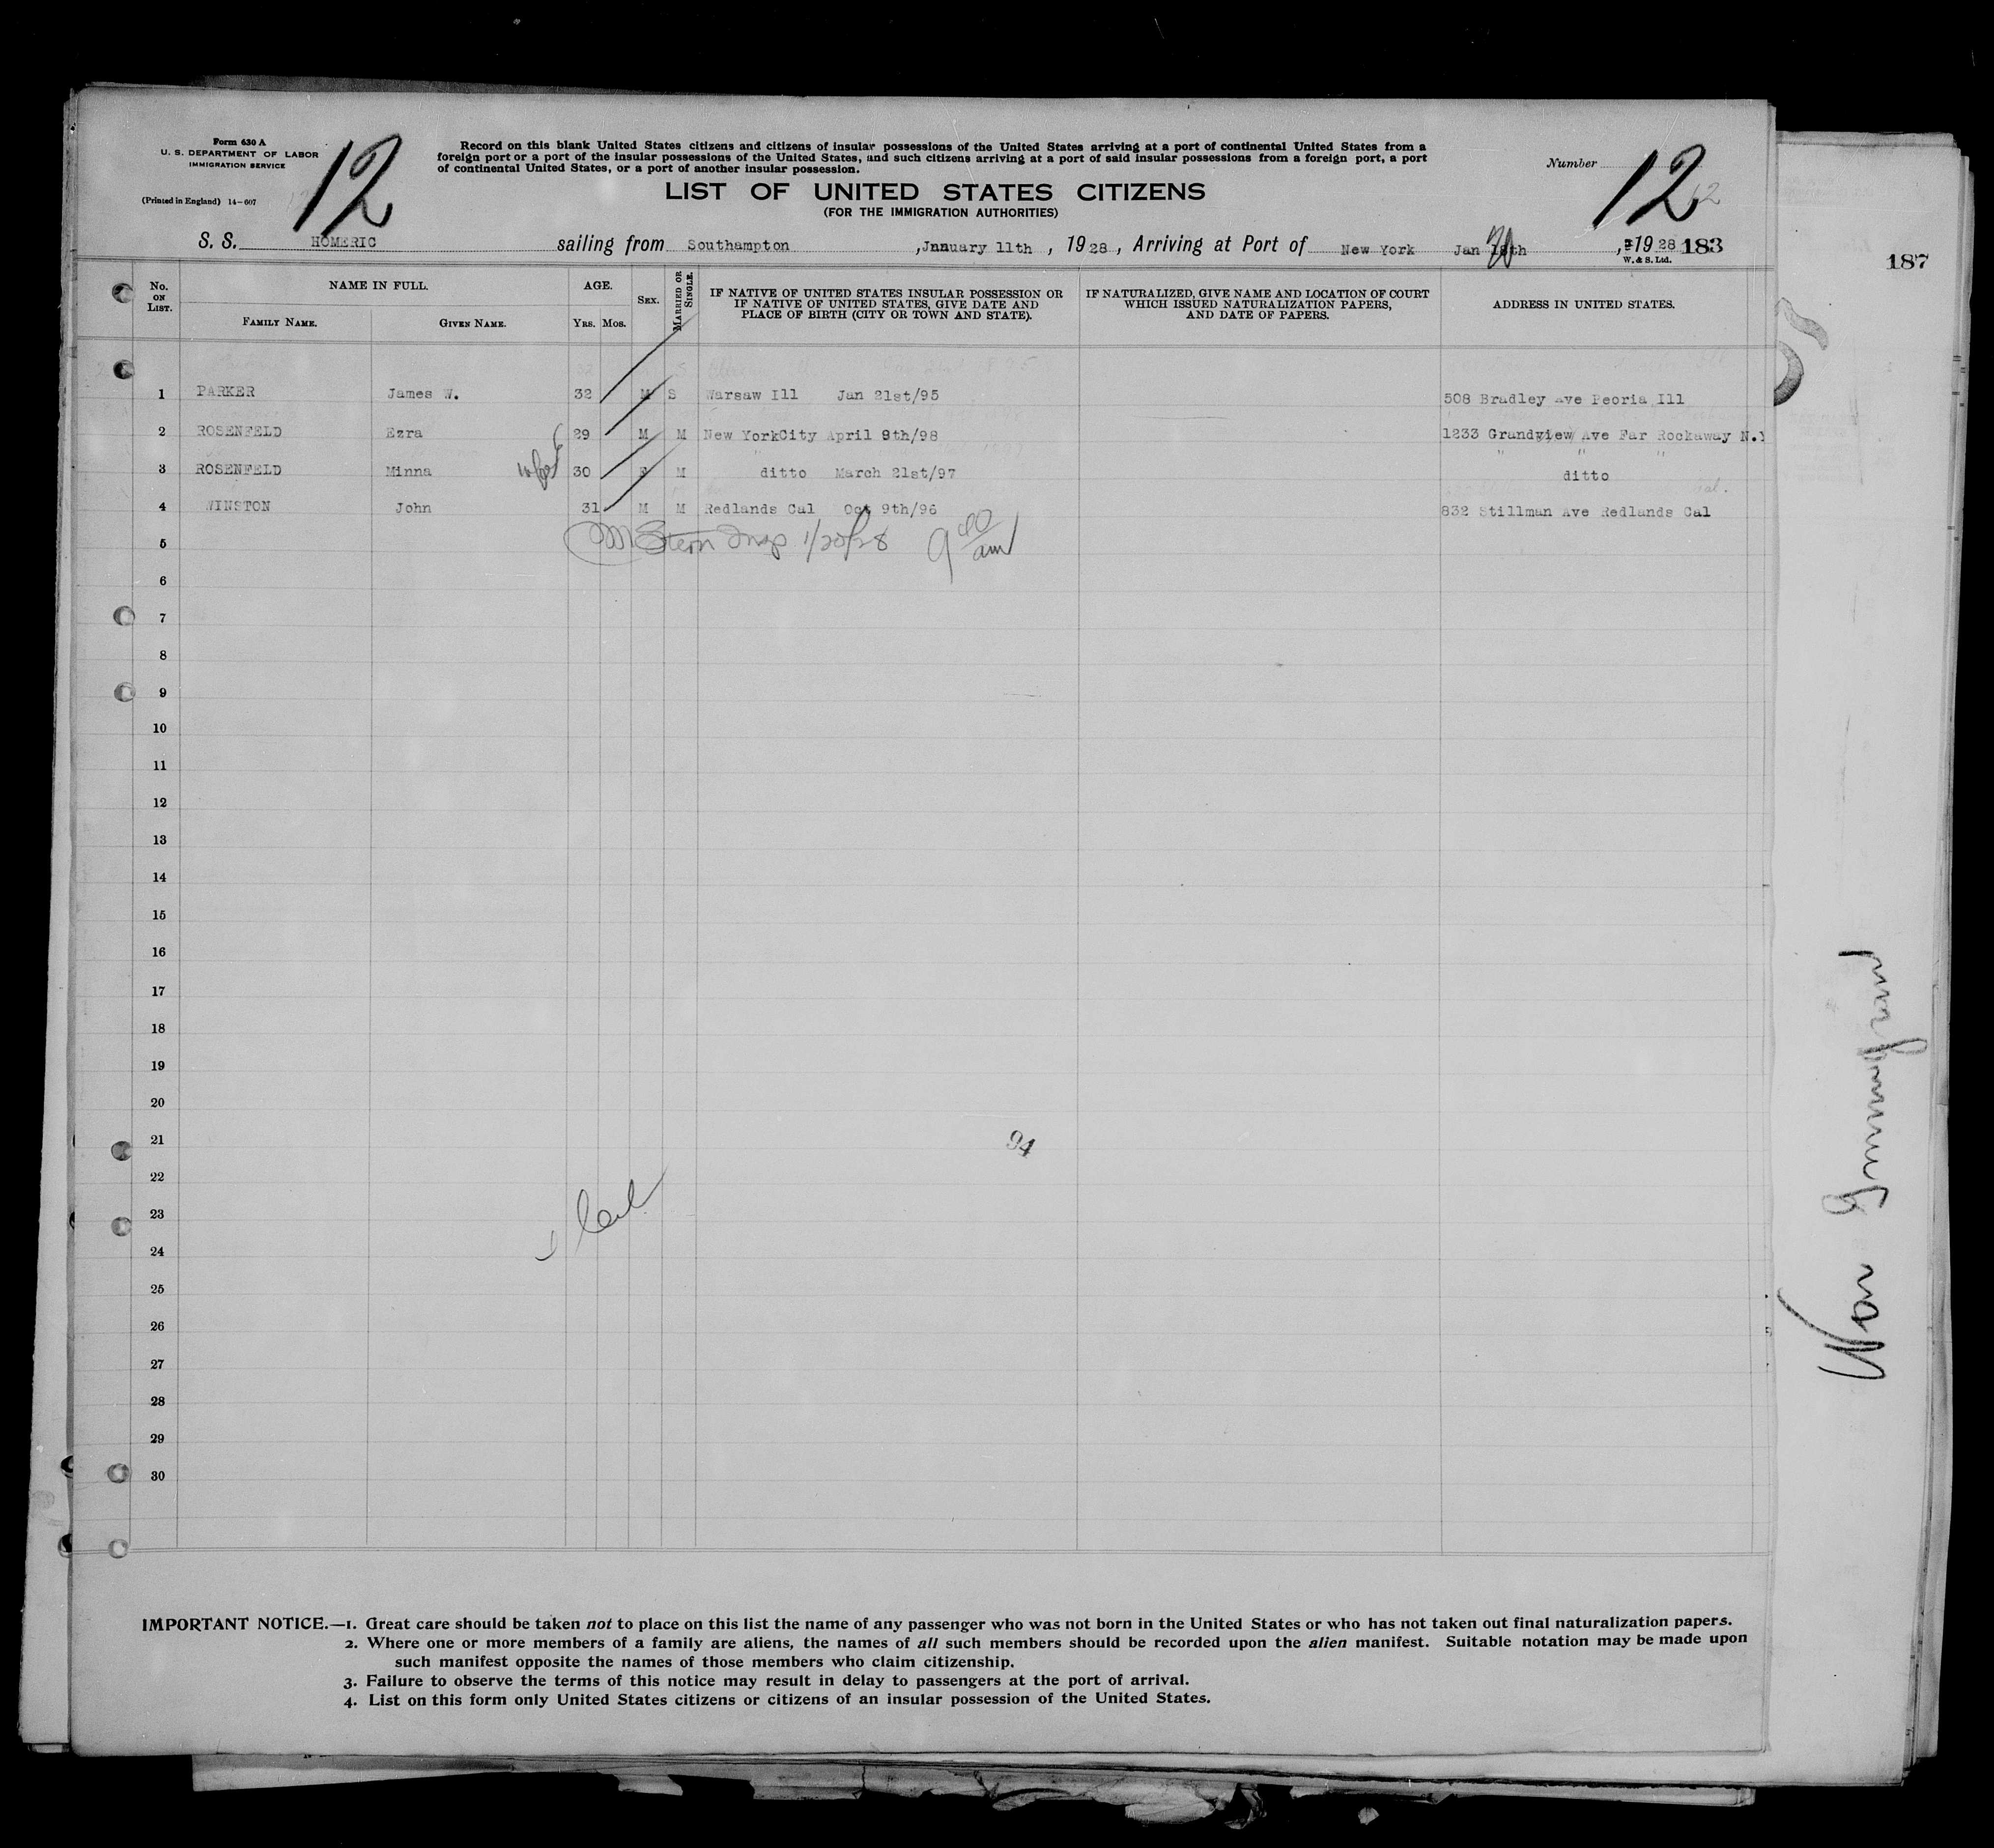 Form 630 A
U. S. DEPARTMENT OF LABOR
IMMIGRATION SERVICE
(Printed in England) 14-607
12
Record on this blank United States citizens and citizens of insular possessions of the United States arriving at a port of continental United States from a
foreign port or a port of the insular possessions of the United States, and such citizens arriving at a port of said insular possessions from a foreign port, a port
of continental United States, or a port of another insular possession.
Number 12 12
LIST OF UNITED STATES CITIZENS
(FOR THE IMMIGRATION AUTHORITIES)
S. S. HOMERIC sailing from Southampton , January 11th , 1928 , Arriving at Port of New York Jan 18th 20 , 1928 183
W. & S. Ltd.
187
No. ON LIST. NAME IN FULL. AGE. SEX. MARRIED OR SINGLE. IF NATIVE OF UNITED STATES INSULAR POSSESSION OR IF NATIVE OF UNITED STATES, GIVE DATE AND PLACE OF BIRTH (CITY OR TOWN AND STATE). IF NATURALIZED, GIVE NAME AND LOCATION OF COURT WHICH ISSUED NATURALIZATION PAPERS, AND DATE OF PAPERS. ADDRESS IN UNITED STATES.
FAMILY NAME. GIVEN NAME. YRS. MOS.
1 PARKER James W. 32 M S Warsaw Ill Jan 21st/95 508 Bradley Ave Peoria Ill
2 ROSENFELD Ezra 29 M M New YorkCity April 9th/98 1233 Grandview Ave Far Rockaway N.Y
3 ROSENFELD Minna wife 30 F M ditto March 21st/97 ditto
4 WINSTON John 31 M M Redlands Cal Oct 9th/96 832 Stillman Ave Redlands Cal
5 M Stern Insp 1/20/28 9 am
6
7
8
9
10
11
12
13
14
15
16
17
18
19
20
21 94
22
23
24
25
26
27
28
29
30
Non Immigrant
IMPORTANT NOTICE.—1. Great care should be taken not to place on this list the name of any passenger who was not born in the United States or who has not taken out final naturalization papers.
2. Where one or more members of a family are aliens, the names of all such members should be recorded upon the alien manifest. Suitable notation may be made upon
such manifest opposite the names of those members who claim citizenship.
3. Failure to observe the terms of this notice may result in delay to passengers at the port of arrival.
4. List on this form only United States citizens or citizens of an insular possession of the United States.